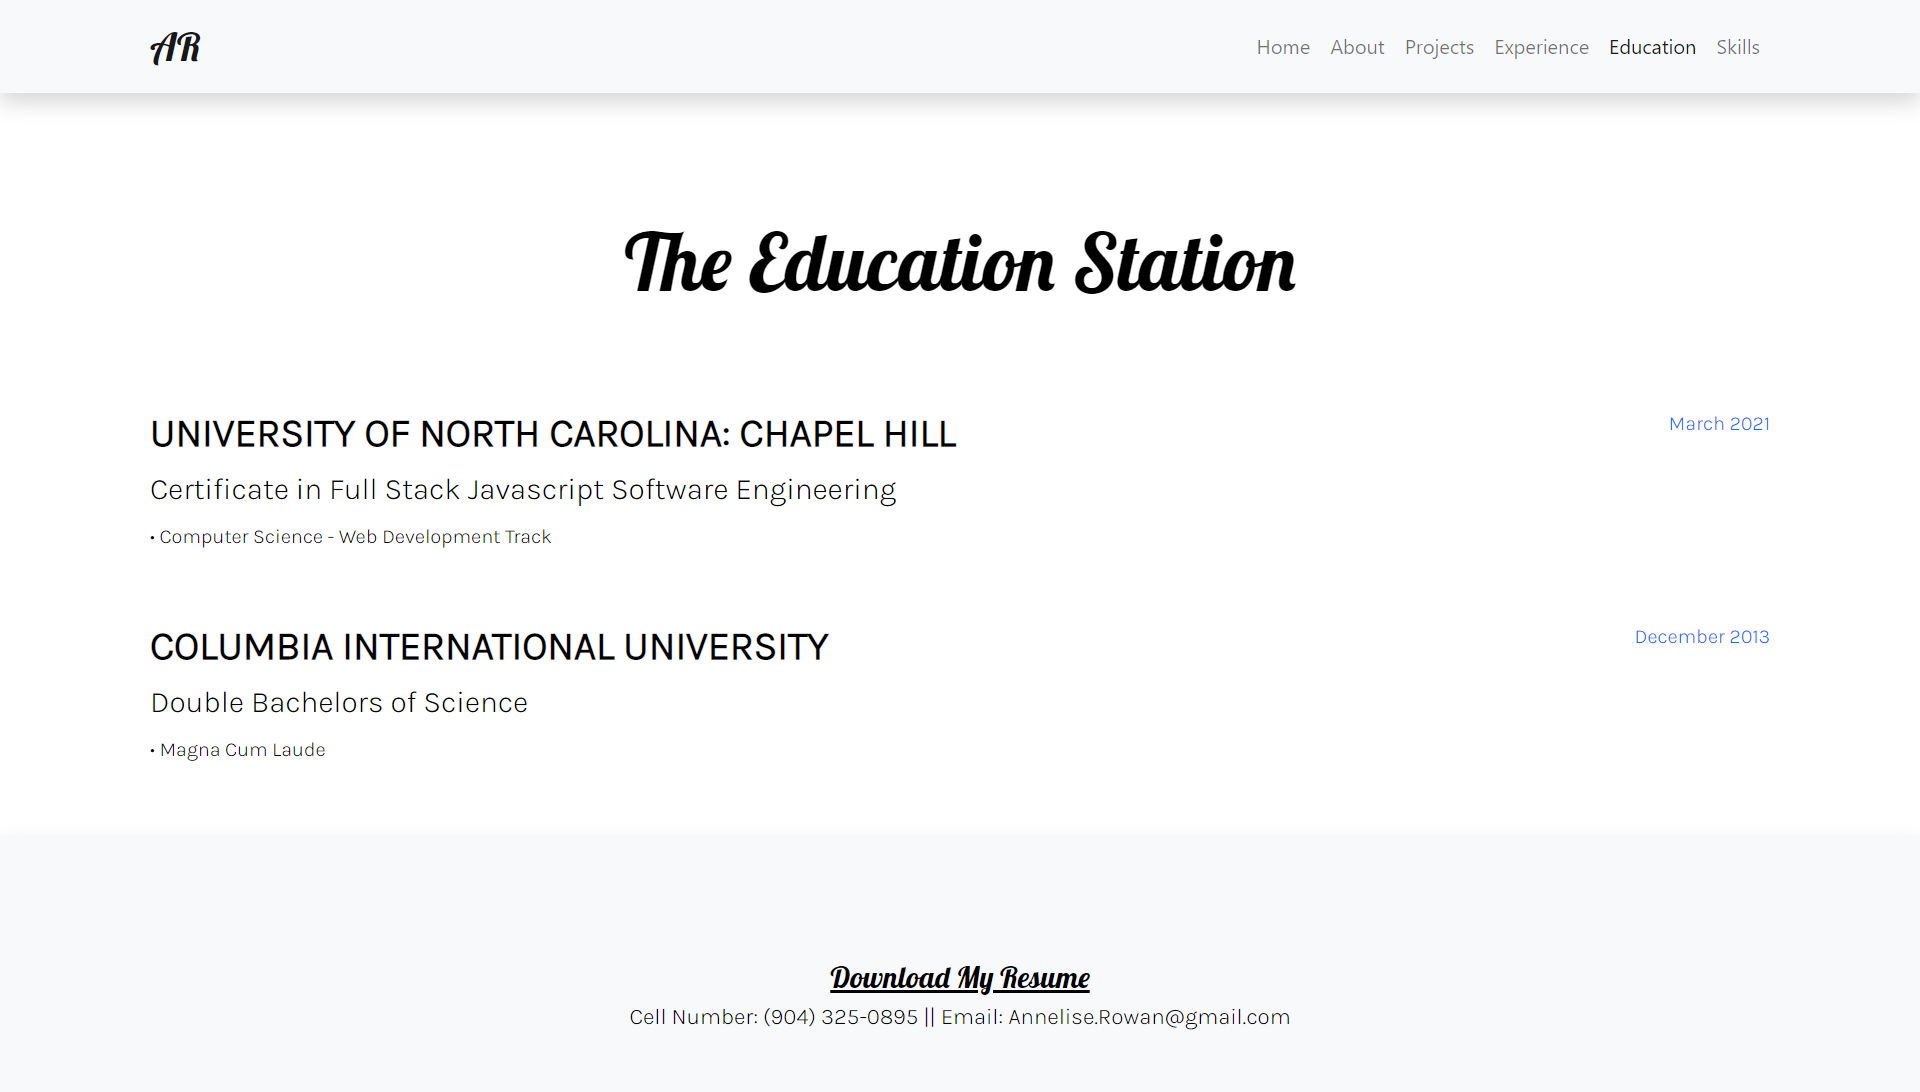 AR
Home About Projects Experience Education Skills
The Education Station
UNIVERSITY OF NORTH CAROLINA: CHAPEL HILL
March 2021
Certificate in Full Stack Javascript Software Engineering
• Computer Science - Web Development Track
COLUMBIA INTERNATIONAL UNIVERSITY
December 2013
Double Bachelors of Science
• Magna Cum Laude
Download My Resume
Cell Number: (904) 325-0895 || Email: Annelise.Rowan@gmail.com